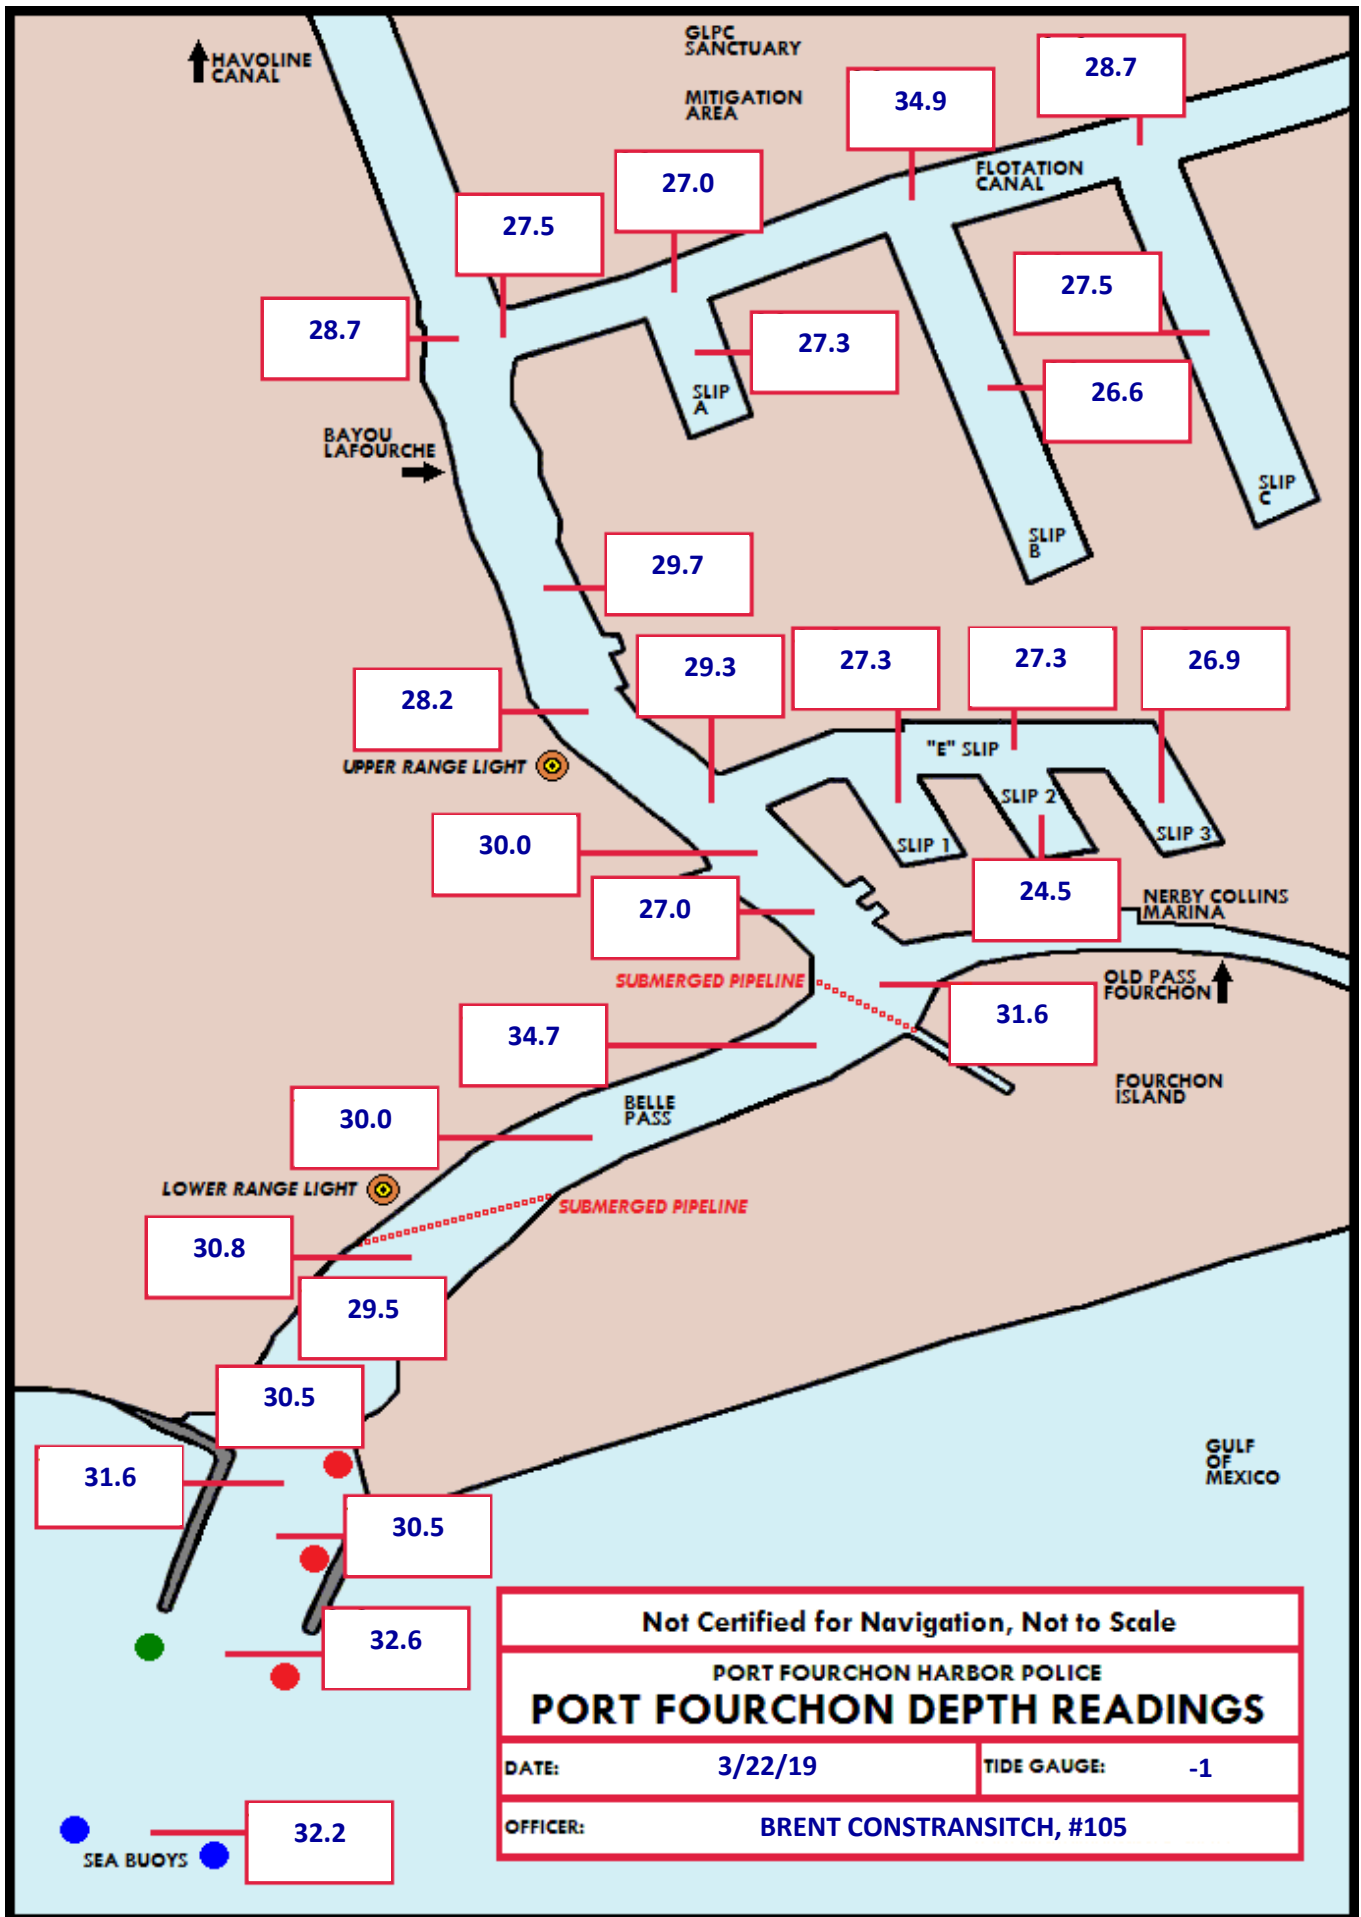 HAVOLINE
CANAL
GLPC
SANCTUARY
MITIGATION
AREA
28.7
34.9
FLOTATION
CANAL
27.0
27.5
28.7
27.5
27.3
26.6
SLIP
A
BAYOU
LAFOURCHE
SLIP
C
SLIP
B
29.7
29.3
27.3
27.3
26.9
28.2
UPPER RANGE LIGHT
"E" SLIP
SLIP 2
SLIP 1
SLIP 3
30.0
24.5
27.0
NERBY COLLINS
MARINA
SUBMERGED PIPELINE
OLD PASS
FOURCHON
31.6
34.7
FOURCHON
ISLAND
BELLE
PASS
30.0
LOWER RANGE LIGHT
SUBMERGED PIPELINE
30.8
29.5
30.5
31.6
GULF
OF
MEXICO
30.5
32.6
Not Certified for Navigation, Not to Scale
PORT FOURCHON HARBOR POLICE
PORT FOURCHON DEPTH READINGS
DATE: 3/22/19 TIDE GAUGE: -1
OFFICER: BRENT CONSTRANSITCH, #105
32.2
SEA BUOYS